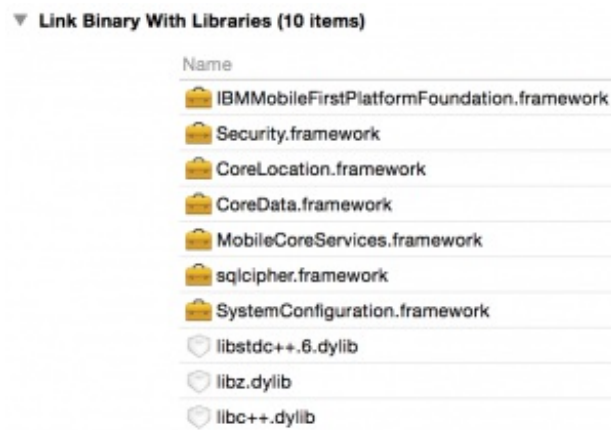 Link Binary With Libraries (10 items)
Name
IBMMobileFirstPlatformFoundation.framework
Security.framework
CoreLocation.framework
CoreData.framework
MobileCoreServices.framework
sqlcipher.framework
SystemConfiguration.framework
libstdc++.6.dylib
libz.dylib
libc++.dylib